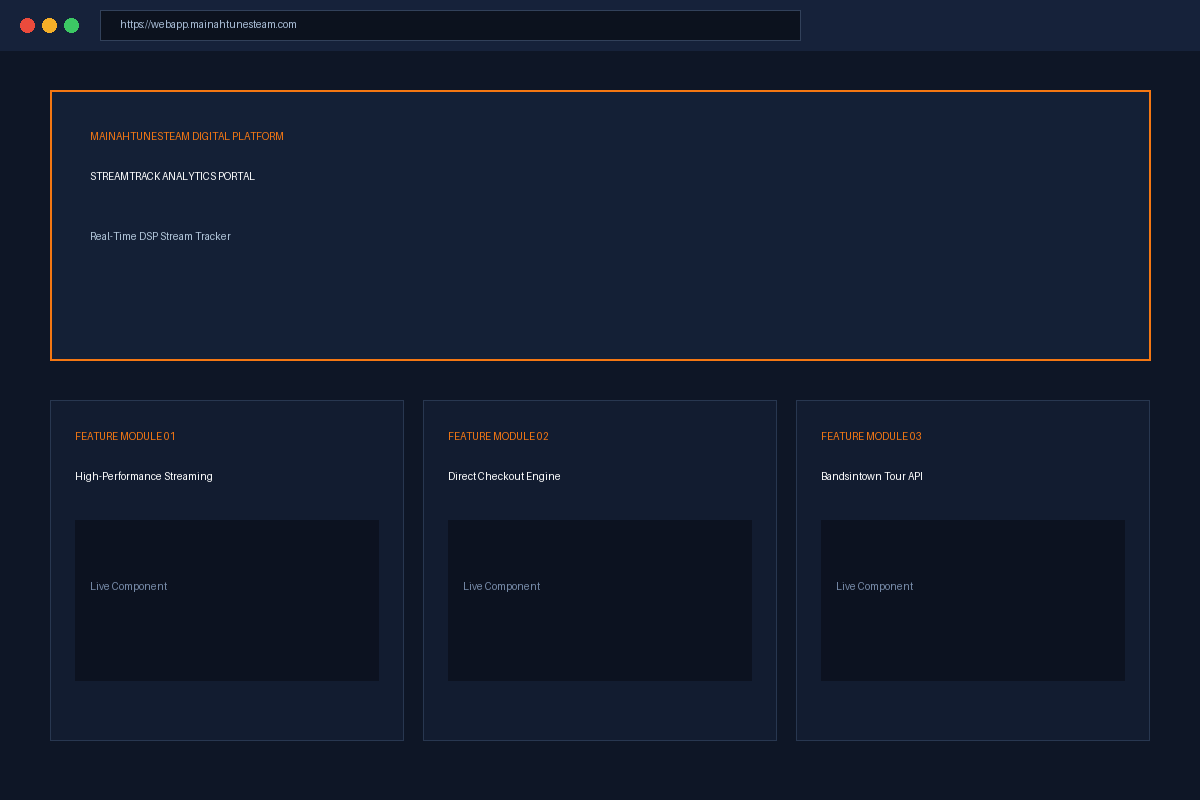 https://webapp.mainahtunesteam.com
MAINAHTUNESTEAM DIGITAL PLATFORM
STREAMTRACK ANALYTICS PORTAL
Real-Time DSP Stream Tracker
FEATURE MODULE 01
High-Performance Streaming
Live Component
FEATURE MODULE 02
Direct Checkout Engine
Live Component
FEATURE MODULE 03
Bandsintown Tour API
Live Component